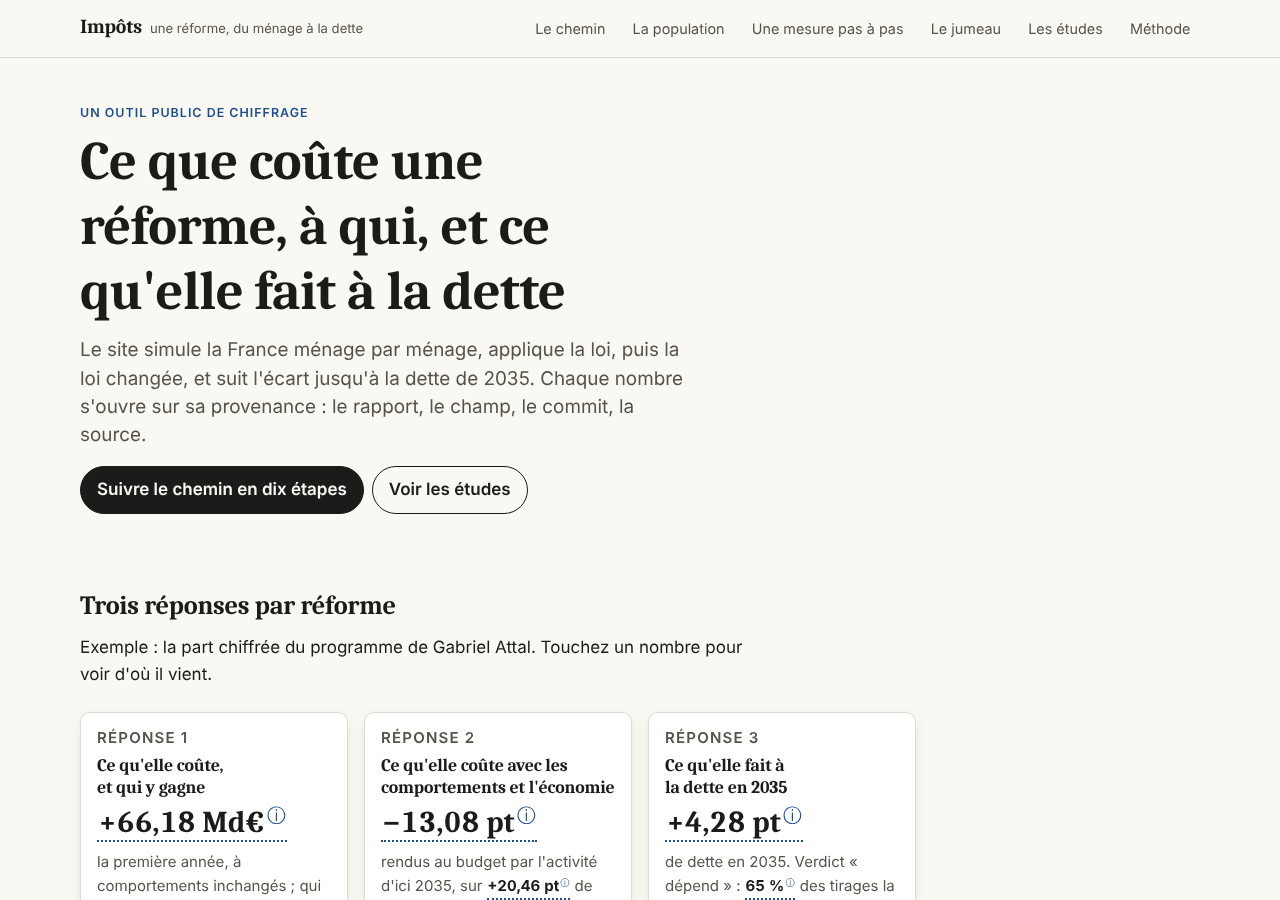 Impôts une réforme, du ménage à la dette
Le chemin La population Une mesure pas à pas Le jumeau Les études Méthode
UN OUTIL PUBLIC DE CHIFFRAGE
Ce que coûte une
réforme, à qui, et ce
qu'elle fait à la dette
Le site simule la France ménage par ménage, applique la loi, puis la
loi changée, et suit l'écart jusqu'à la dette de 2035. Chaque nombre
s'ouvre sur sa provenance : le rapport, le champ, le commit, la
source.
Suivre le chemin en dix étapes
Voir les études
Trois réponses par réforme
Exemple : la part chiffrée du programme de Gabriel Attal. Touchez un nombre pour
voir d'où il vient.
RÉPONSE 1
Ce qu'elle coûte,
et qui y gagne
+66,18 Md€ ⓘ
la première année, à
comportements inchangés ; qui
RÉPONSE 2
Ce qu'elle coûte avec les
comportements et l'économie
−13,08 pt ⓘ
rendus au budget par l'activité
d'ici 2035, sur +20,46 pt ⓘ de
RÉPONSE 3
Ce qu'elle fait à
la dette en 2035
+4,28 pt ⓘ
de dette en 2035. Verdict «
dépend » : 65 % ⓘ des tirages la